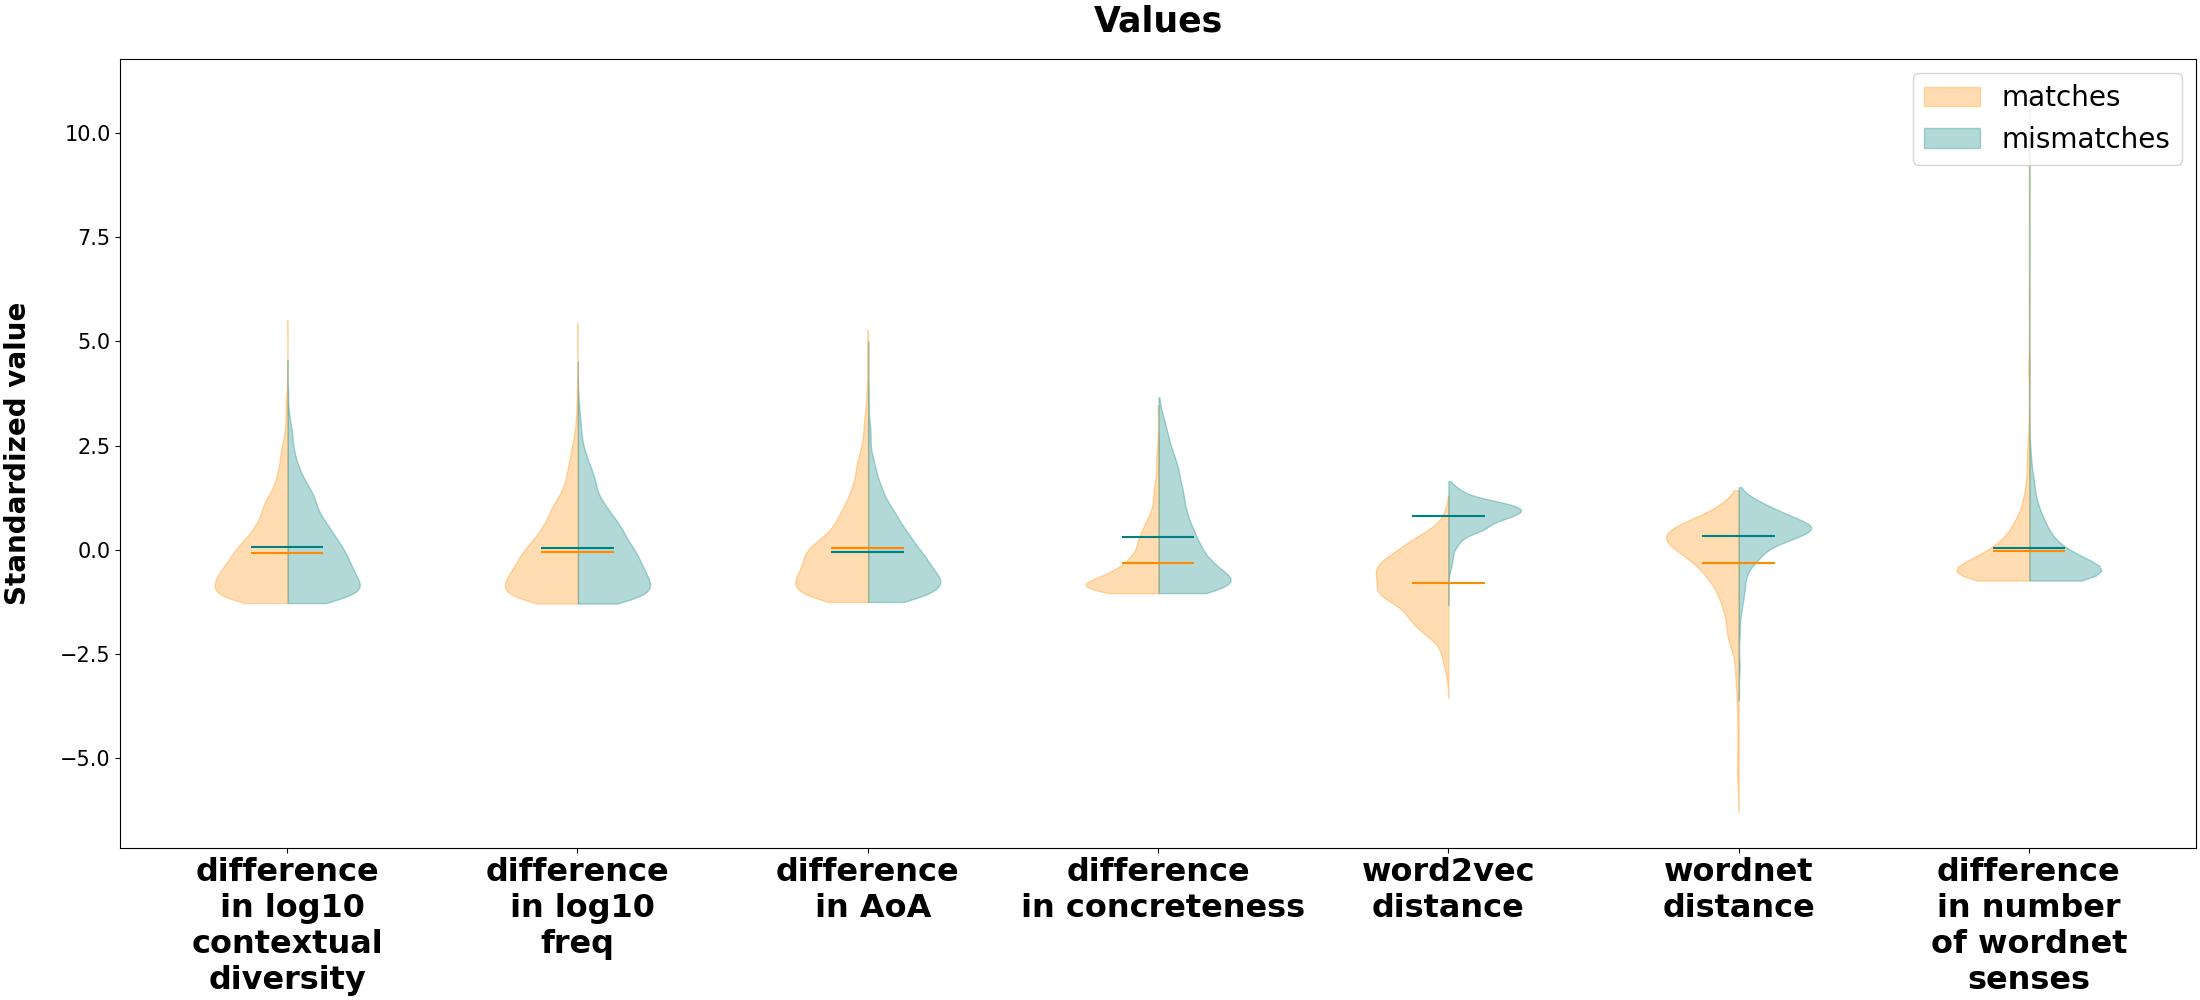 Values
matches
mismatches
Standardized value
10.0
7.5
5.0
2.5
0.0
−2.5
−5.0
difference
in log10
contextual
diversity
difference
in log10
freq
difference
in AoA
difference
in concreteness
word2vec
distance
wordnet
distance
difference
in number
of wordnet
senses